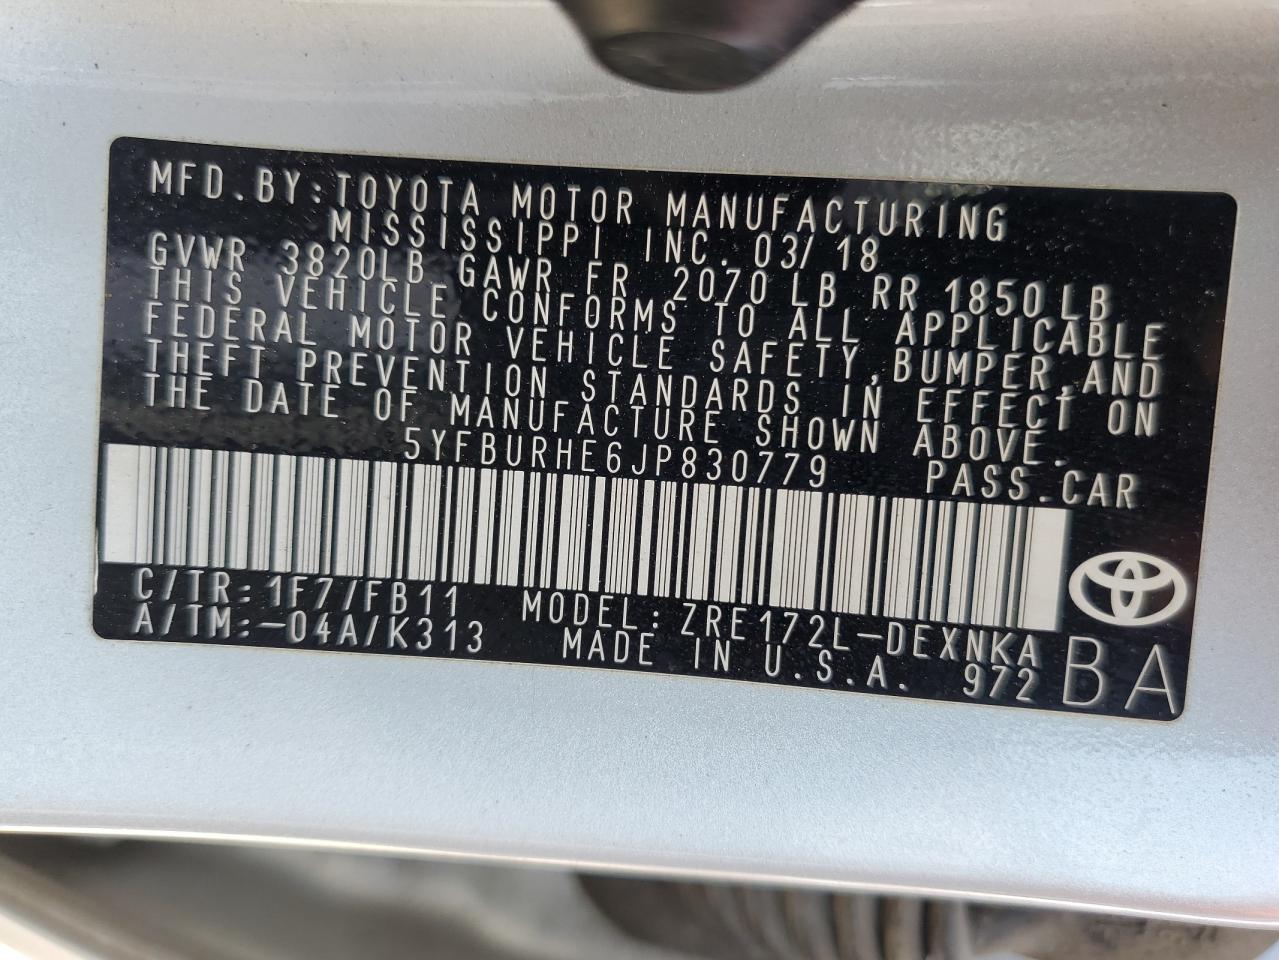 MFD.BY:TOYOTA MOTOR MANUFACTURING
MISSISSIPPI INC. 03/18
GVWR 3820LB GAWR FR 2070LB RR 1850LB
THIS VEHICLE CONFORMS TO ALL APPLICABLE
FEDERAL MOTOR VEHICLE SAFETY,BUMPER,AND
THEFT PREVENTION STANDARDS IN EFFECT ON
THE DATE OF MANUFACTURE SHOWN ABOVE.
5YFBURHE6JP830779 PASS.CAR
C/TR:1F7/FB11 MODEL:ZRE172L-DEXNKA
A/TM:-04A/K313 MADE IN U.S.A. 972 BA